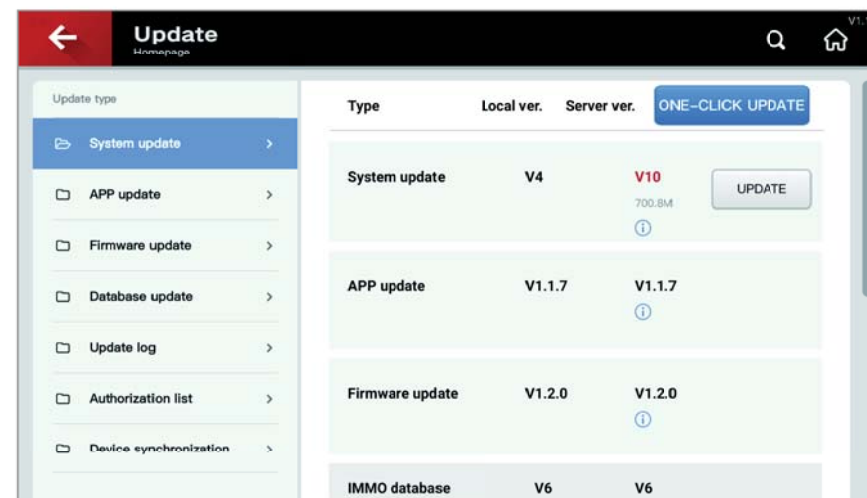 Update
Homepage
V1.1
Update type
System update
APP update
Firmware update
Database update
Update log
Authorization list
Device synchronization
Type Local ver. Server ver. ONE-CLICK UPDATE
System update V4 V10 UPDATE
700.8M
APP update V1.1.7 V1.1.7
Firmware update V1.2.0 V1.2.0
IMMO database V6 V6